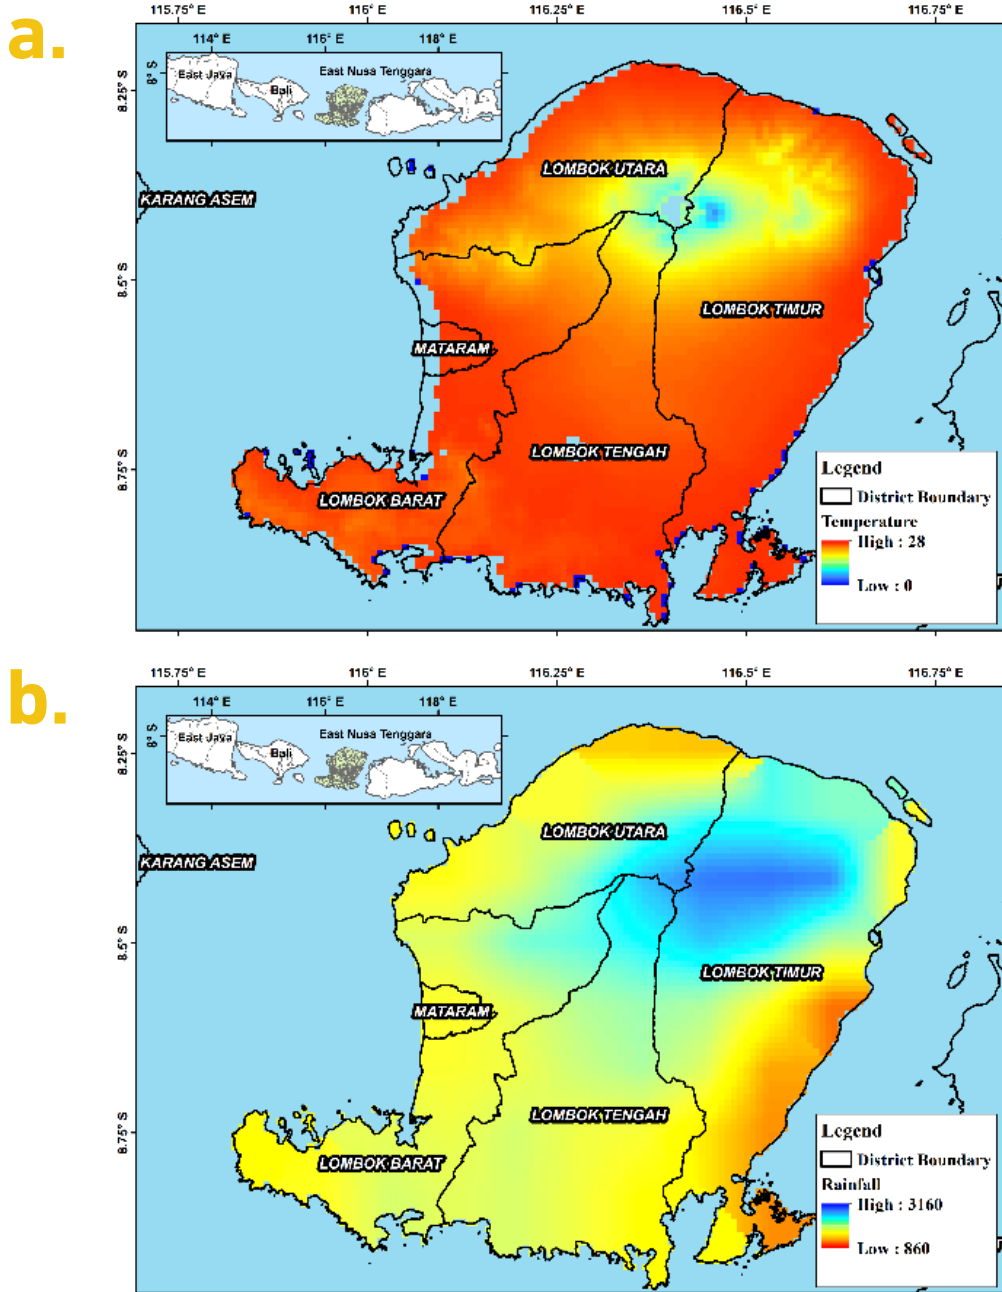 a.
115.75° E 116° E 116.25° E 116.5° E 116.75° E
114° E 116° E 118° E
8° S
East Java
Bali
East Nusa Tenggara
8.25° S
8.5° S
8.75° S
LOMBOK UTARA
KARANG ASEM
LOMBOK TIMUR
MATARAM
LOMBOK TENGAH
LOMBOK BARAT
Legend
District Boundary
Temperature
High : 28
Low : 0
b.
115.75° E 116° E 116.25° E 116.5° E 116.75° E
114° E 116° E 118° E
8° S
East Java
Bali
East Nusa Tenggara
8.25° S
8.5° S
8.75° S
LOMBOK UTARA
KARANG ASEM
LOMBOK TIMUR
MATARAM
LOMBOK TENGAH
LOMBOK BARAT
Legend
District Boundary
Rainfall
High : 3160
Low : 860